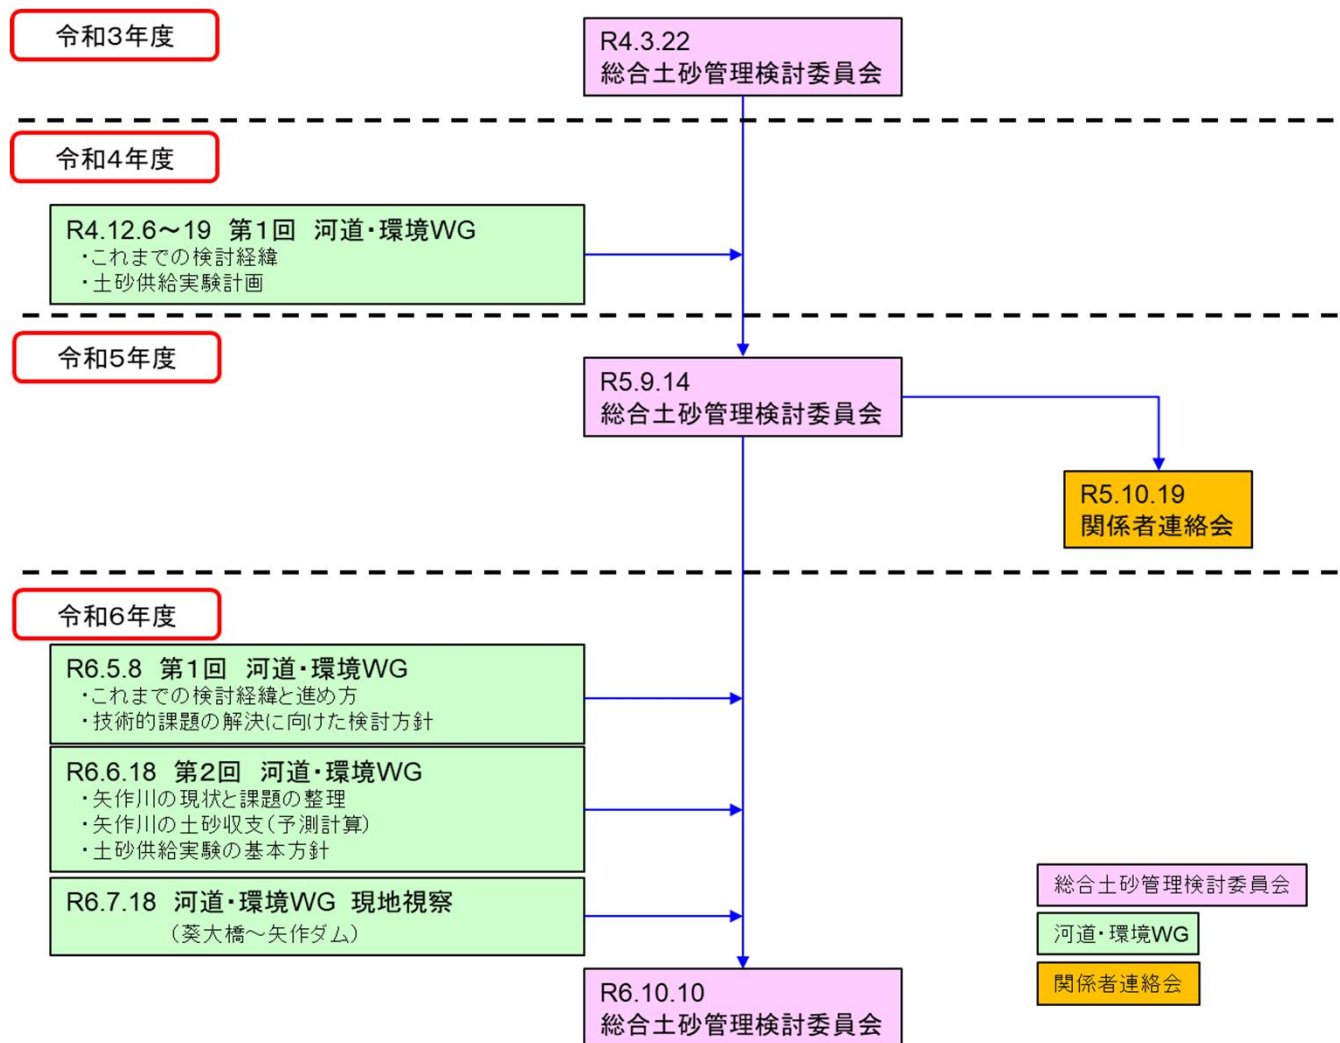 令和3年度
R4.3.22
総合土砂管理検討委員会
令和4年度
R4.12.6～19 第1回 河道・環境WG
・これまでの検討経緯
・土砂供給実験計画
令和5年度
R5.9.14
総合土砂管理検討委員会
R5.10.19
関係者連絡会
令和6年度
R6.5.8 第1回 河道・環境WG
・これまでの検討経緯と進め方
・技術的課題の解決に向けた検討方針
R6.6.18 第2回 河道・環境WG
・矢作川の現状と課題の整理
・矢作川の土砂収支(予測計算)
・土砂供給実験の基本方針
R6.7.18 河道・環境WG 現地視察
(葵大橋～矢作ダム)
R6.10.10
総合土砂管理検討委員会
総合土砂管理検討委員会
河道・環境WG
関係者連絡会